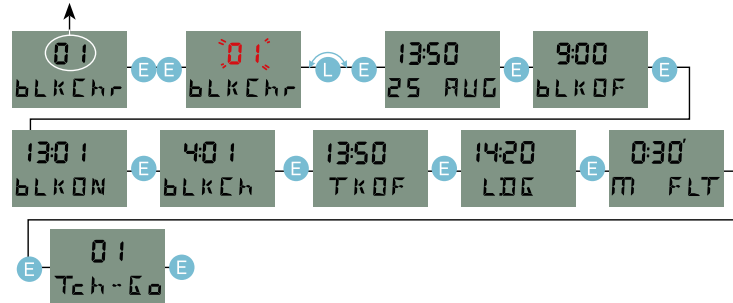 01
bLKChr
E
E
01
bLKChr
L
E
13:50
25 AUG
E
9:00
bLKOF
E
13:01
bLKON
E
4:01
bLKCh
E
13:50
TKOF
E
14:20
LDG
E
0:30'
M FLT
E
01
Tch-Go
E